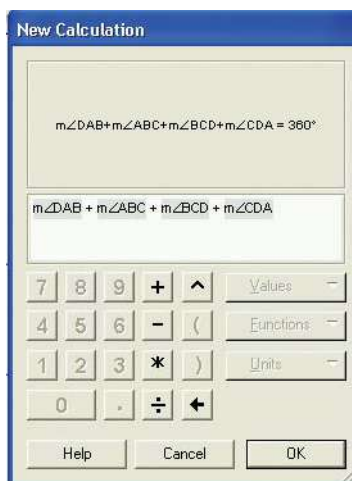 New Calculation
m∠DAB+m∠ABC+m∠BCD+m∠CDA = 360°
m∠DAB + m∠ABC + m∠BCD + m∠CDA
7 8 9 + ^ Values
4 5 6 - ( Functions
1 2 3 * ) Units
0 . ÷ ←
Help Cancel OK